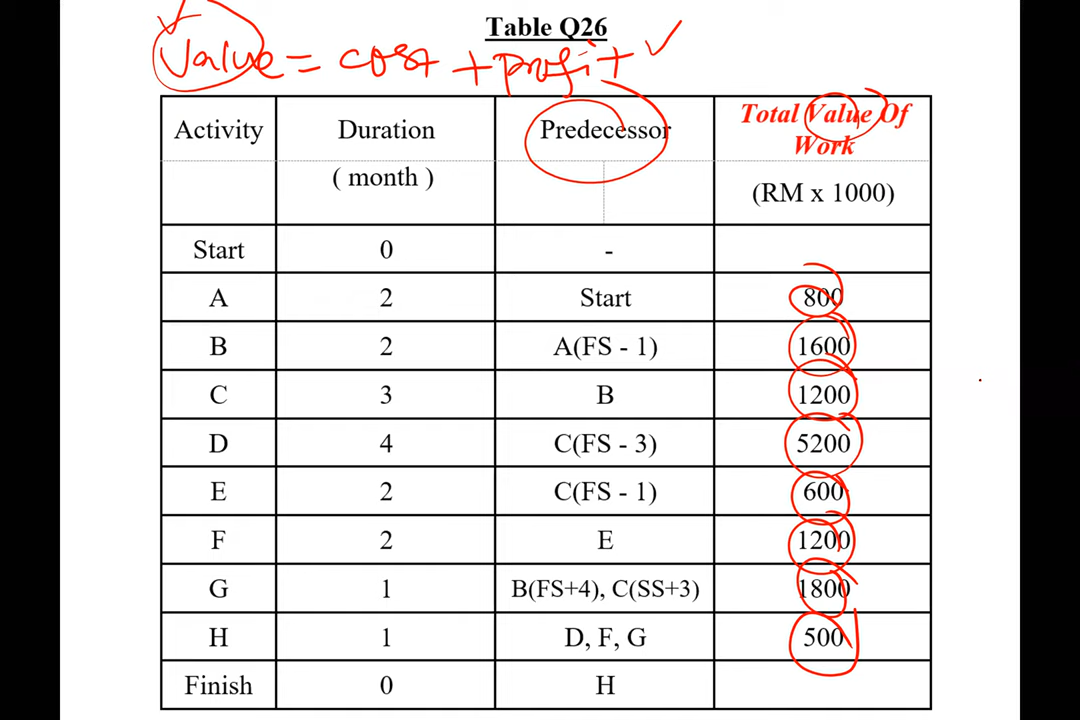 Table Q26
Value = cost + profit
Activity Duration Predecessor Total Value Of
Work
( month ) (RM x 1000)
Start 0 -
A 2 Start 800
B 2 A(FS - 1) 1600
C 3 B 1200
D 4 C(FS - 3) 5200
E 2 C(FS - 1) 600
F 2 E 1200
G 1 B(FS+4), C(SS+3) 1800
H 1 D, F, G 500
Finish 0 H